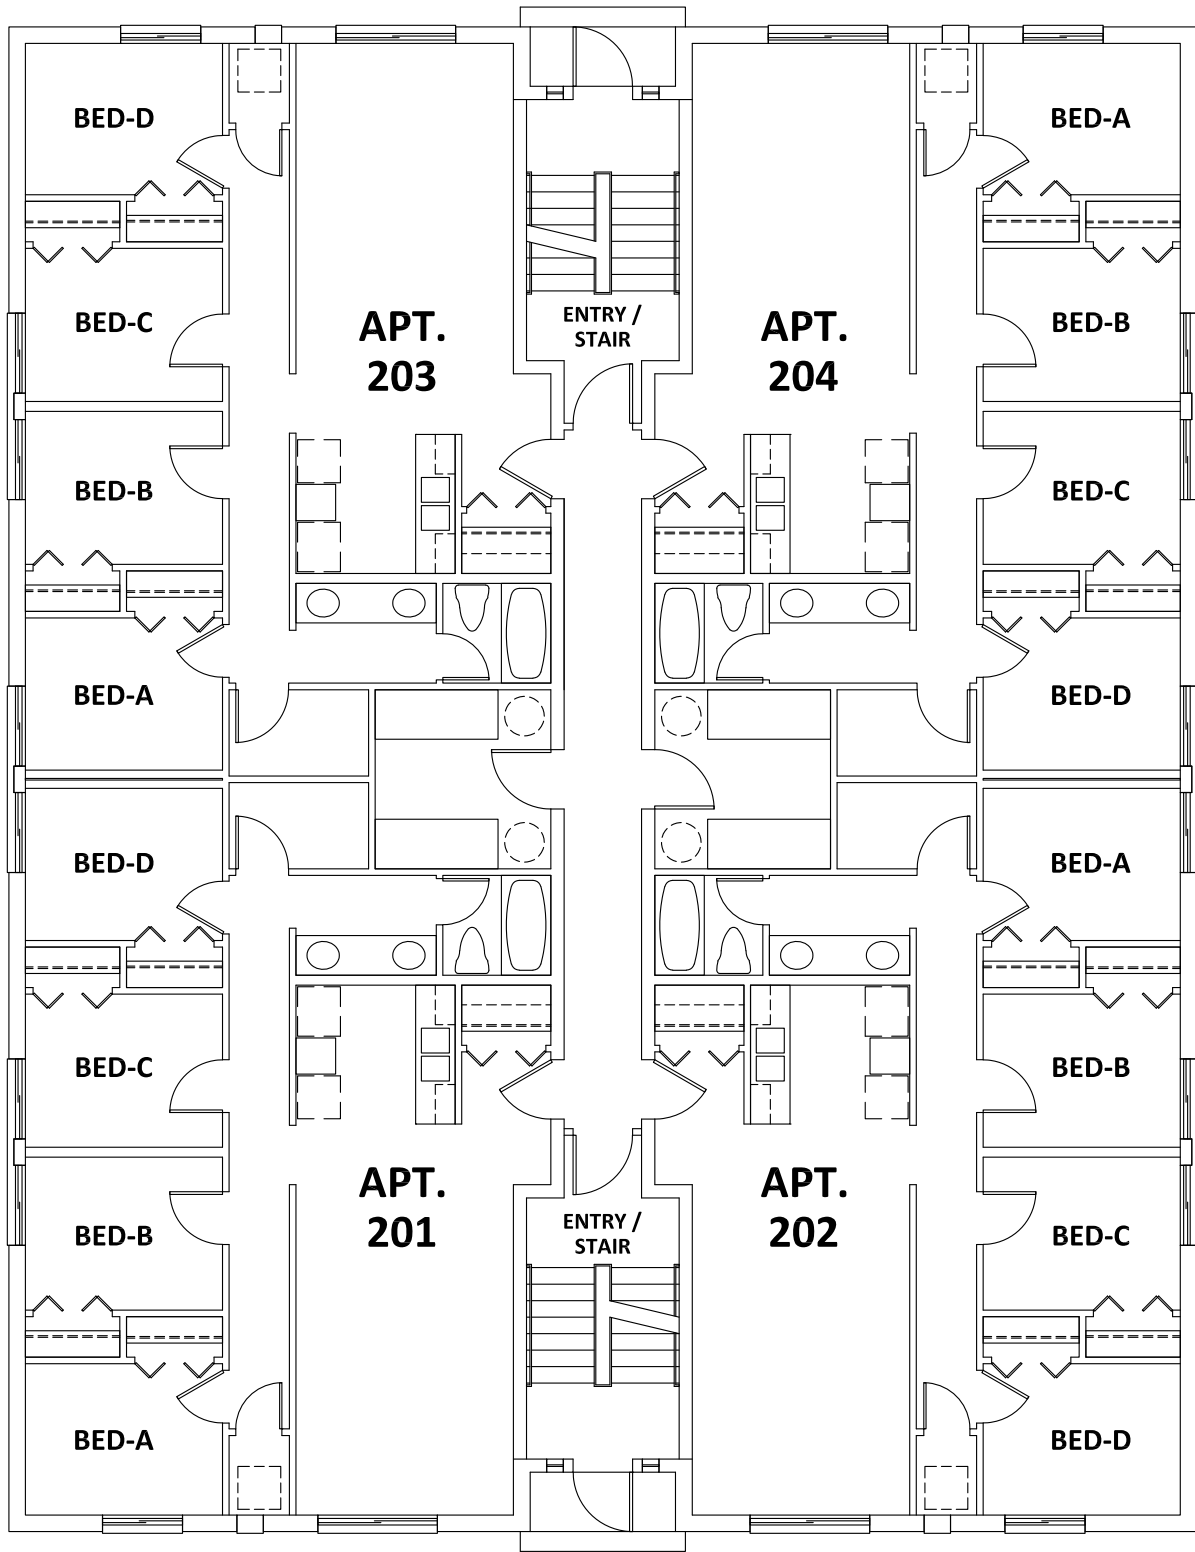 BED-D
BED-A
BED-C
APT.
203
ENTRY /
STAIR
APT.
204
BED-B
BED-B
BED-C
BED-A
BED-D
BED-D
BED-A
BED-C
BED-B
APT.
201
ENTRY /
STAIR
APT.
202
BED-B
BED-C
BED-A
BED-D